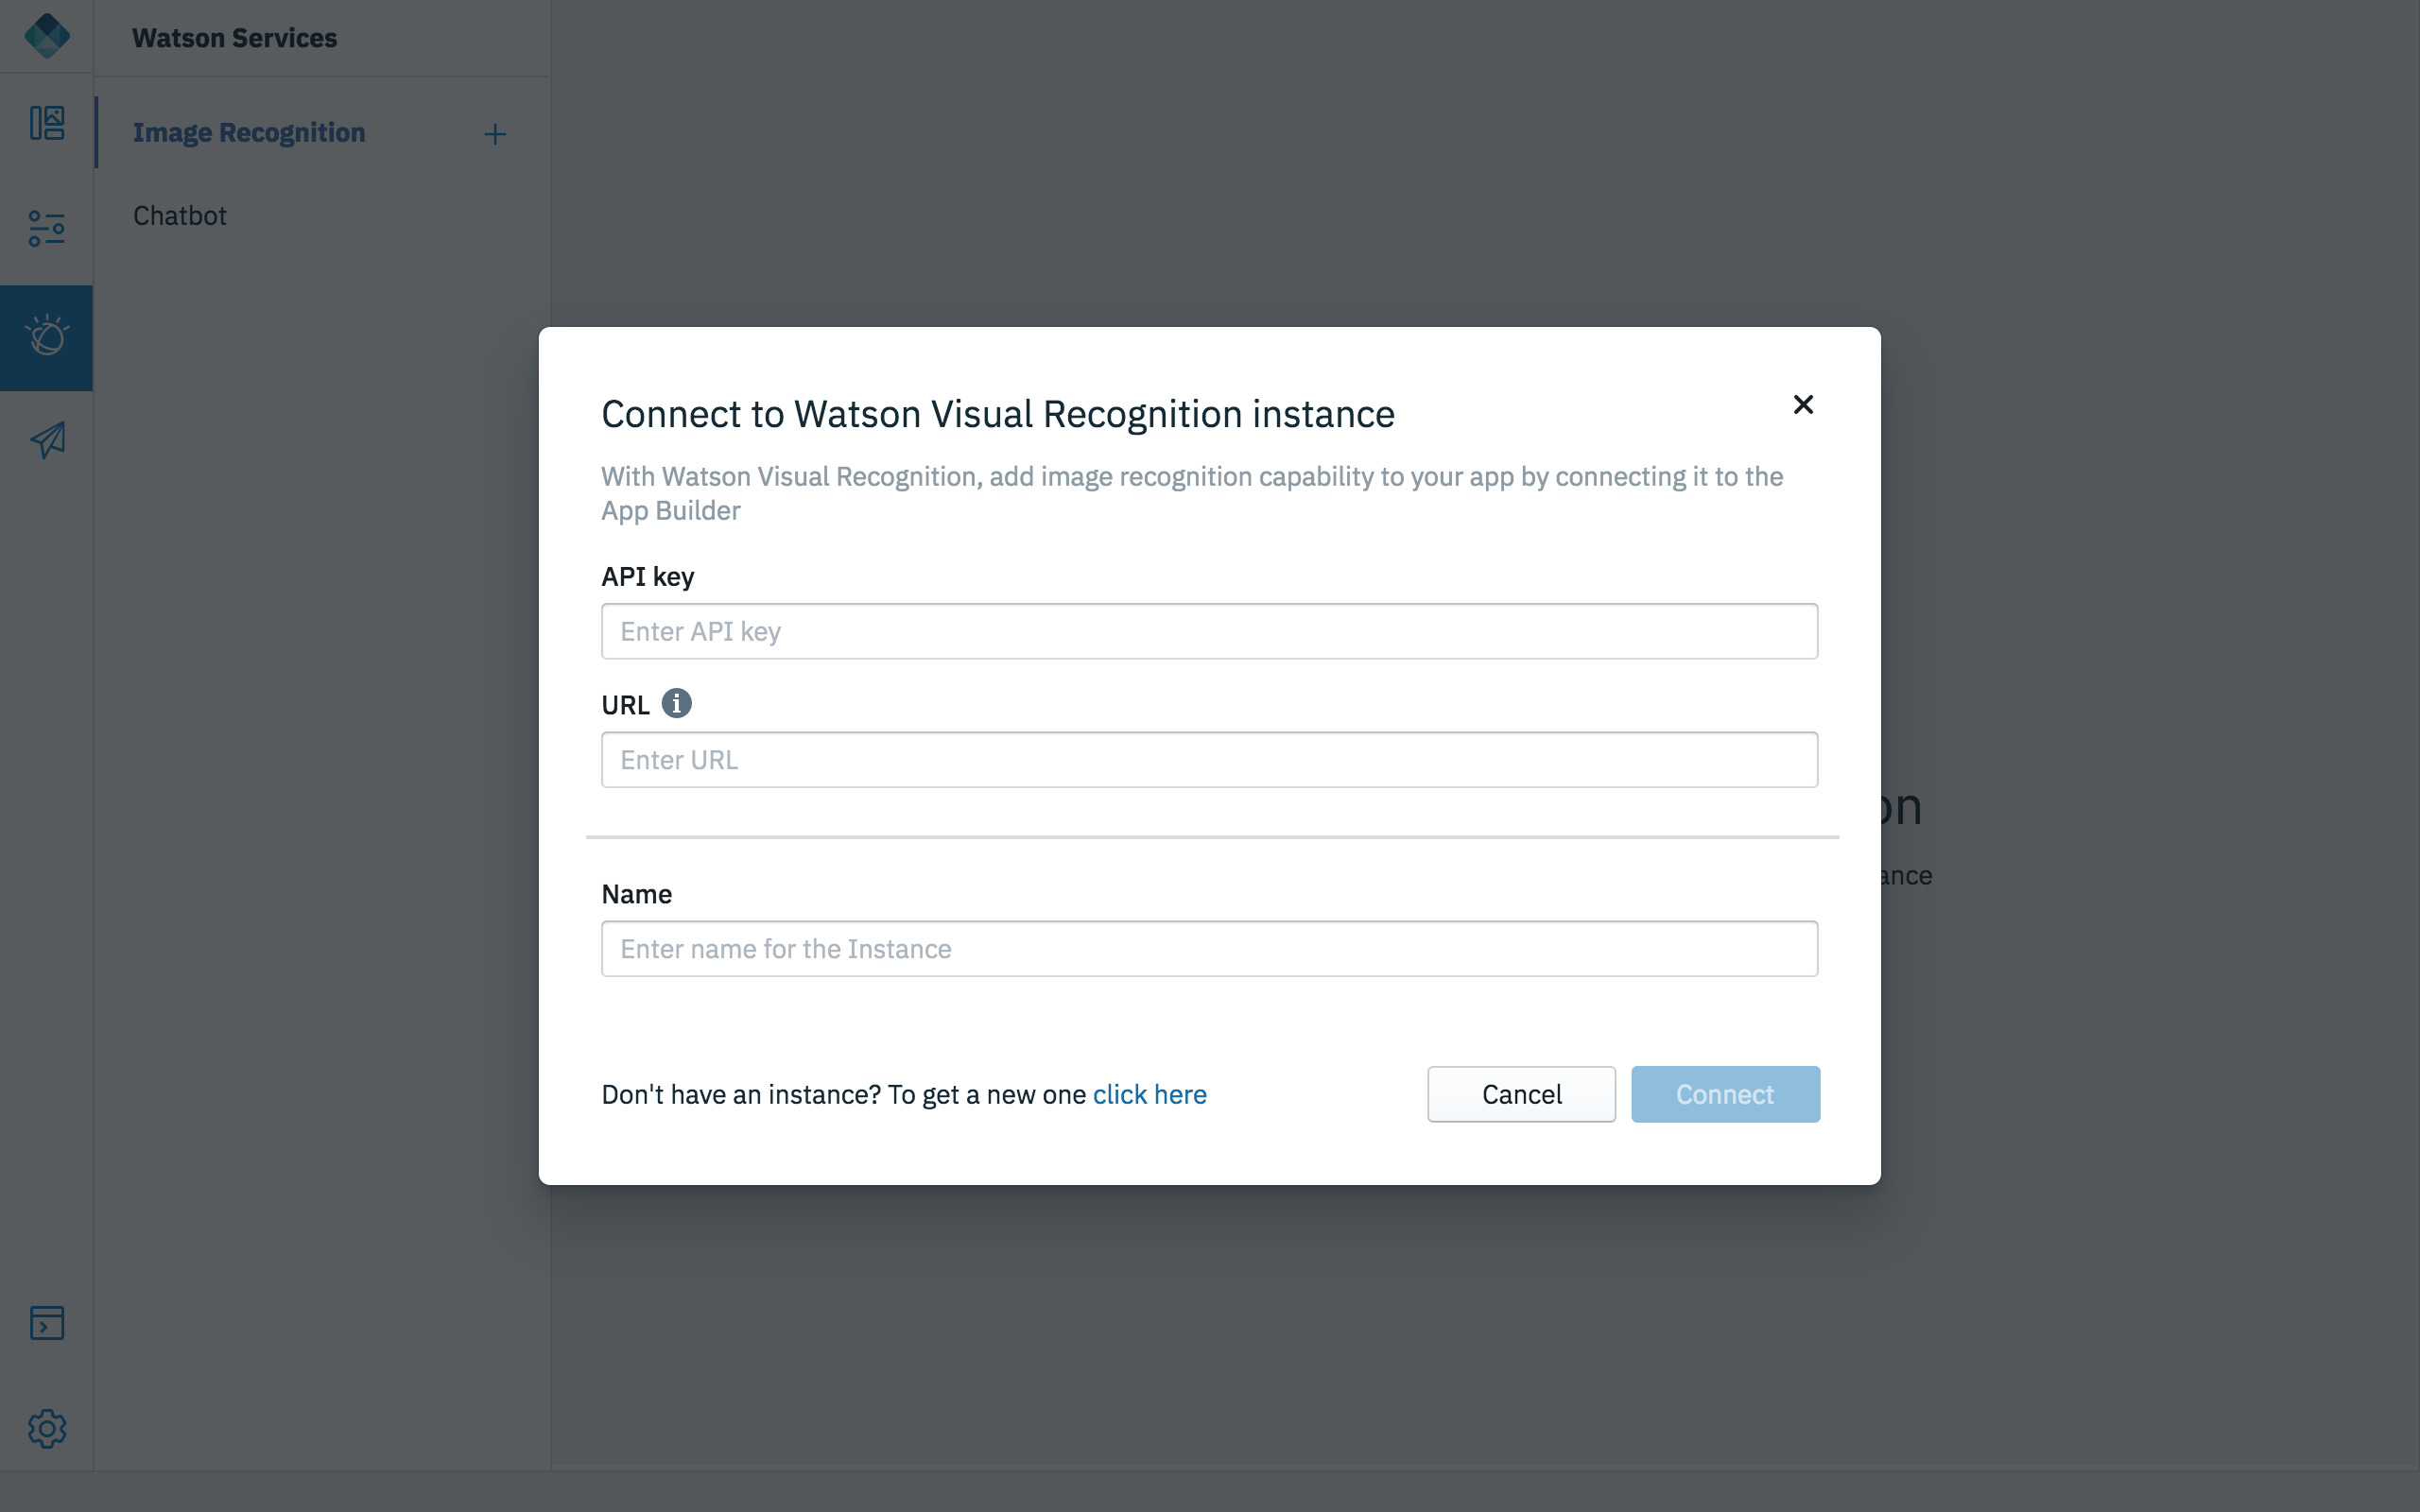 Watson Services
Image Recognition
Chatbot
Connect to Watson Visual Recognition instance
With Watson Visual Recognition, add image recognition capability to your app by connecting it to the
App Builder
API key
Enter API key
URL
Enter URL
on
ance
Name
Enter name for the Instance
Don't have an instance? To get a new one click here
Cancel
Connect